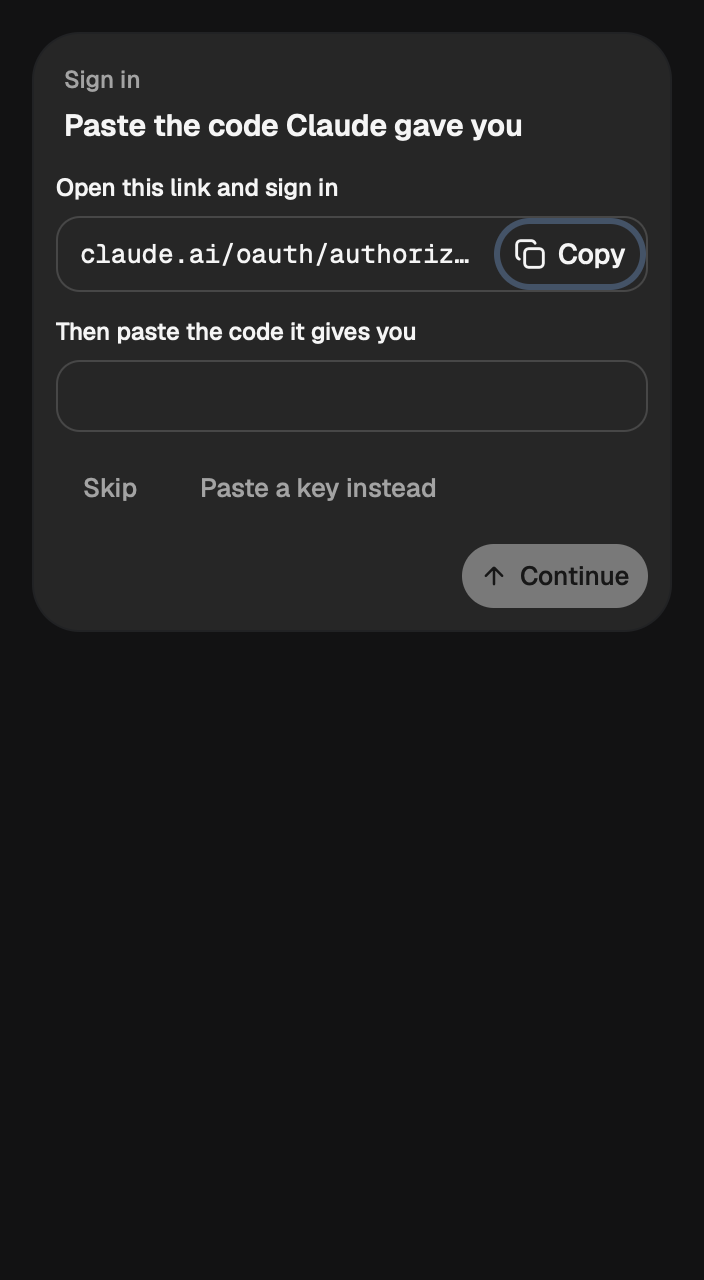 Sign in
Paste the code Claude gave you
Open this link and sign in
claude.ai/oauth/authoriz…
Copy
Then paste the code it gives you
Skip
Paste a key instead
Continue